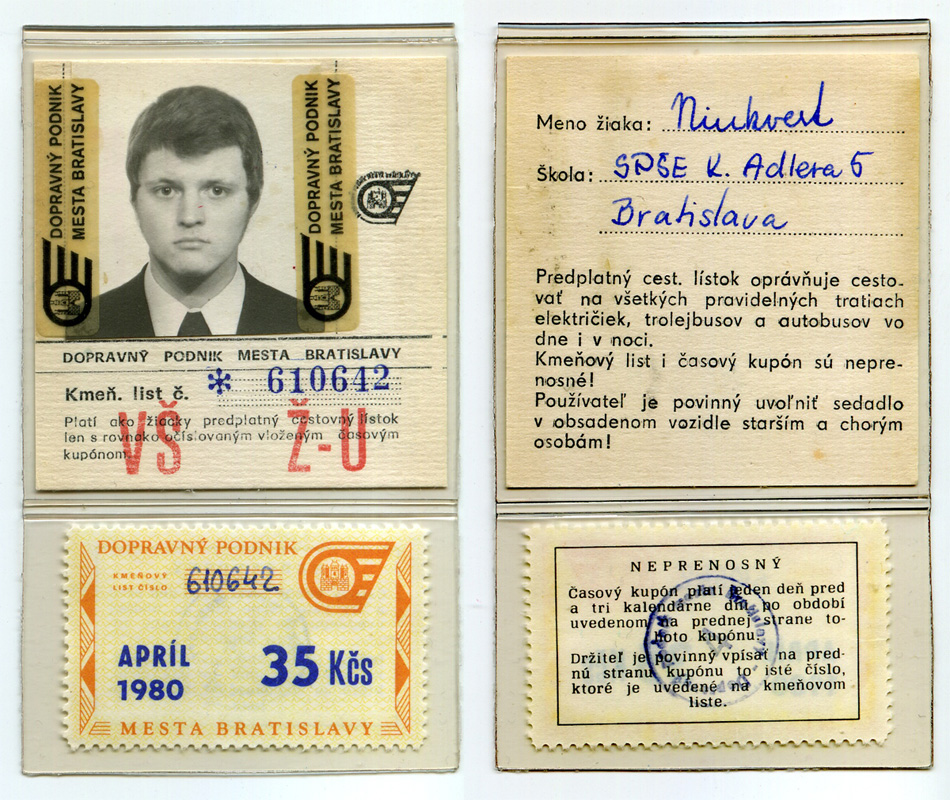 DOPRAVNÝ PODNIK
MESTA BRATISLAVY
DOPRAVNÝ PODNIK
MESTA BRATISLAVY
DOPRAVNÝ PODNIK MESTA BRATISLAVY
Kmeň. list č. * 610642
Platí ako žiacky predplatný cestovný lístok
len s rovnako očíslovaným vloženým časovým
kupónom.
VŠ Ž-U
DOPRAVNÝ PODNIK
KMEŇOVÝ
LIST ČÍSLO
610642
APRÍL
1980
35 Kčs
MESTA BRATISLAVY
Meno žiaka: Niukvert
Škola: SPŠE K. Adlera 5
Bratislava
Predplatný cest. lístok oprávňuje cesto-
vať na všetkých pravidelných tratiach
električiek, trolejbusov a autobusov vo
dne i v noci.
Kmeňový list i časový kupón sú nepre-
nosné!
Používateľ je povinný uvoľniť sedadlo
v obsadenom vozidle starším a chorým
osobám!
NEPRENOSNÝ
Časový kupón platí jeden deň pred
a tri kalendárne dni po období
uvedenom na prednej strane to-
hoto kupónu.
Držiteľ je povinný vpísať na pred-
nú stranu kupónu to isté číslo,
ktoré je uvedené na kmeňovom
liste.